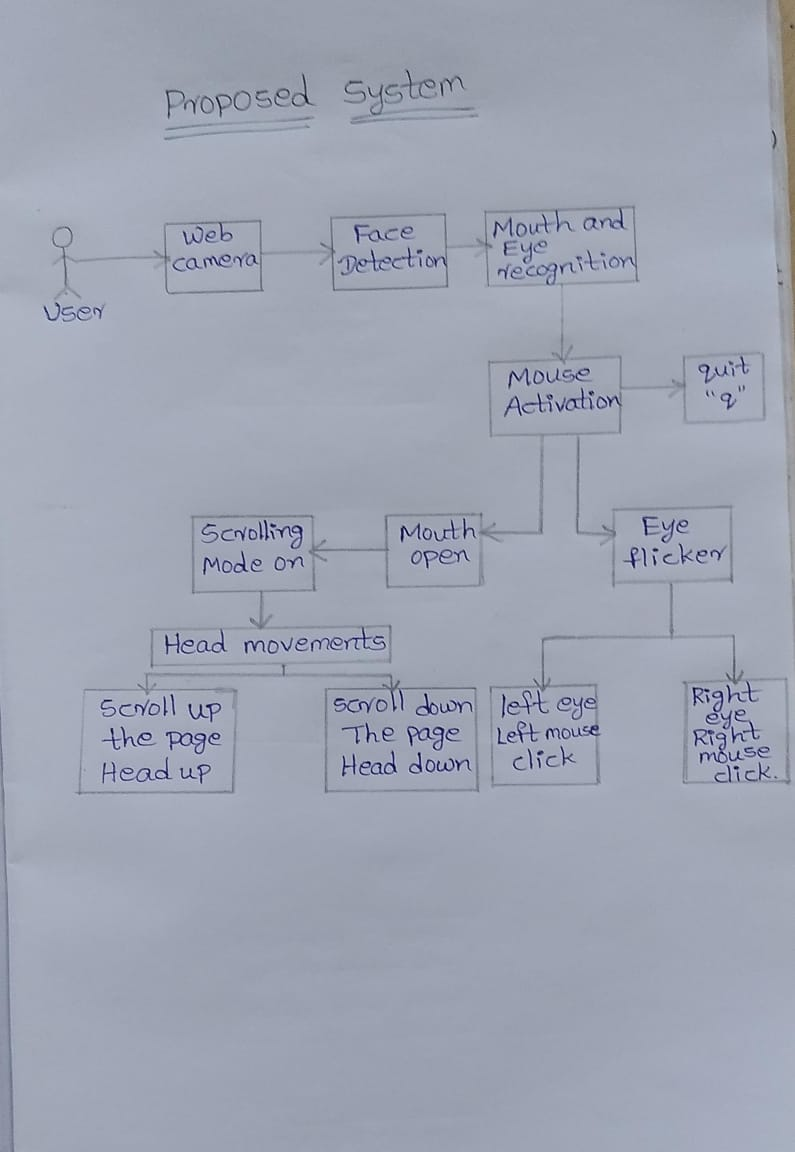 Proposed System
Web
camera
Face
Detection
Mouth and
Eye
recognition
User
Mouse
Activation
quit
"q"
Scrolling
Mode on
Mouth
open
Eye
flicker
Head movements
Scroll up
the page
Head up
Scroll down
The page
Head down
left eye
Left mouse
click
Right
eye
Right
mouse
click.